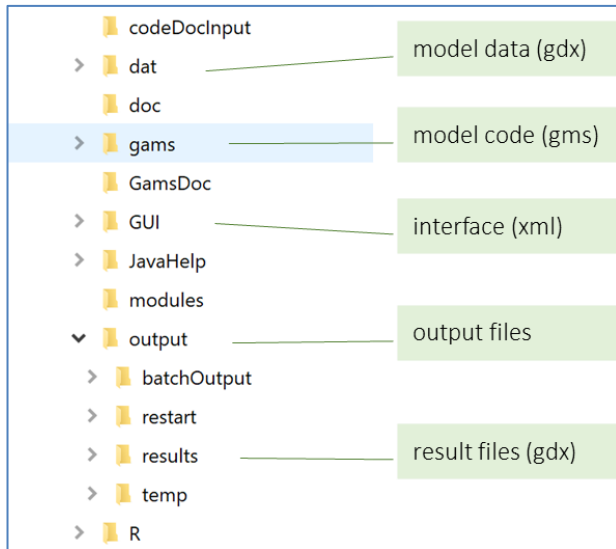 codeDocInput
dat
model data (gdx)
doc
gams
model code (gms)
GamsDoc
GUI
interface (xml)
JavaHelp
modules
output
output files
batchOutput
restart
results
result files (gdx)
temp
R